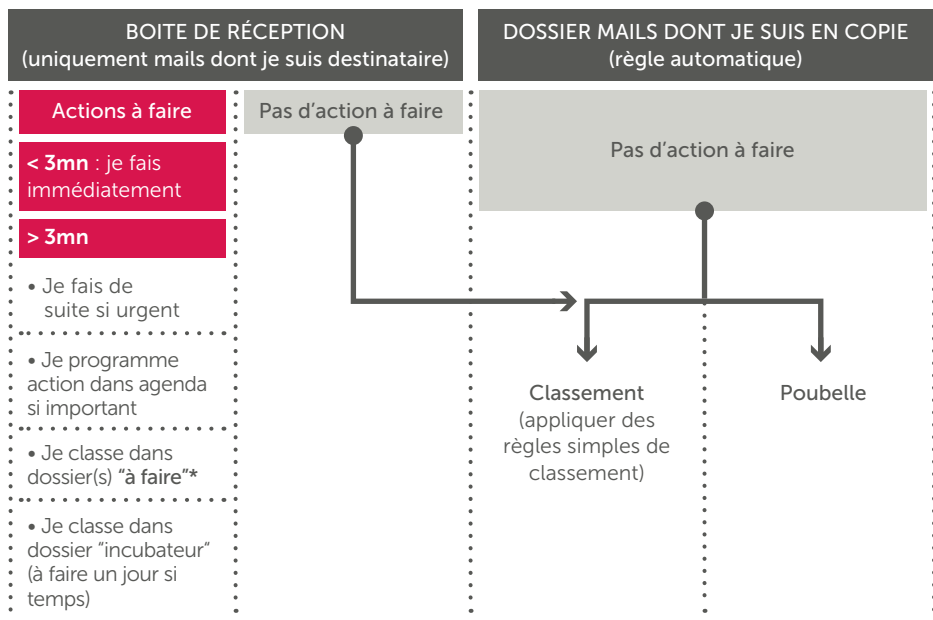 BOITE DE RÉCEPTION
(uniquement mails dont je suis destinataire)
DOSSIER MAILS DONT JE SUIS EN COPIE
(règle automatique)
Actions à faire
< 3mn : je fais
immédiatement
> 3mn
• Je fais de
suite si urgent
• Je programme
action dans agenda
si important
• Je classe dans
dossier(s) "à faire"*
• Je classe dans
dossier "incubateur"
(à faire un jour si
temps)
Pas d'action à faire
Pas d'action à faire
Classement
(appliquer des
règles simples de
classement)
Poubelle